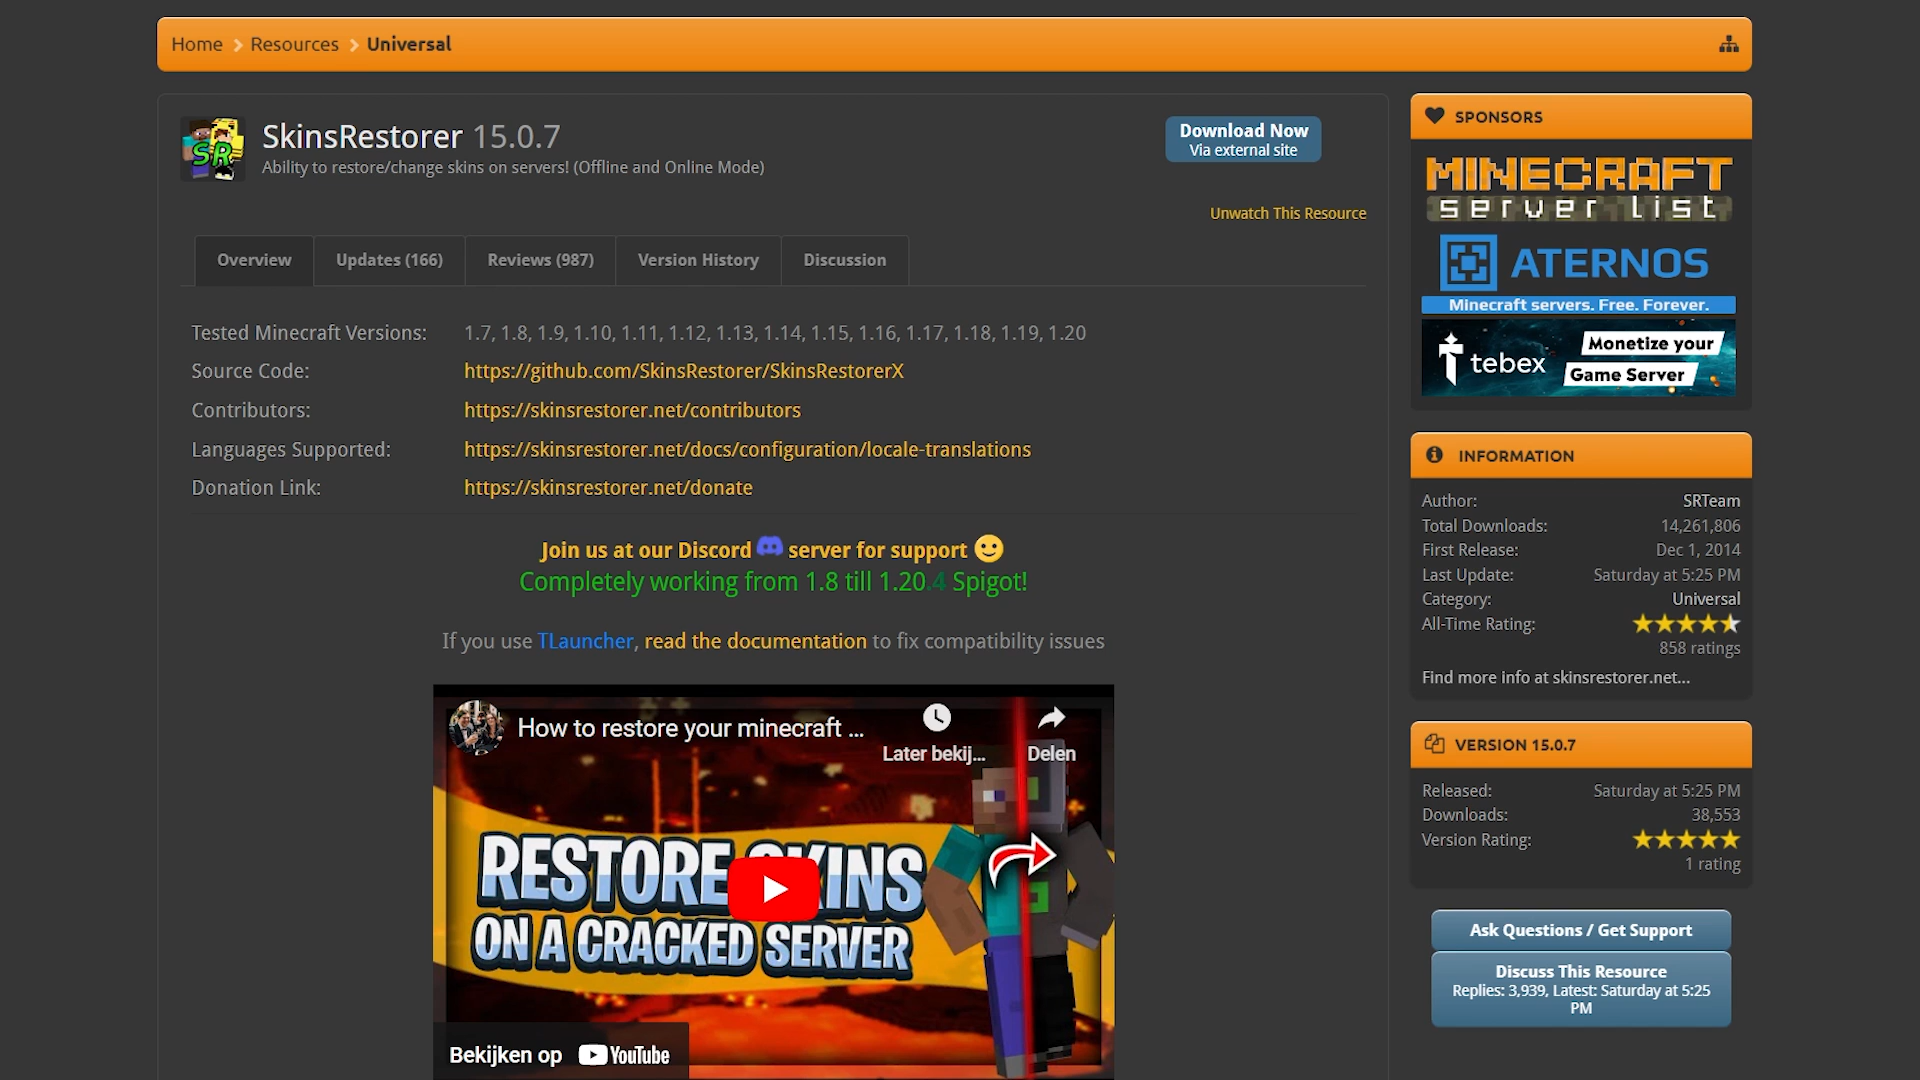 Home Resources Universal
SkinsRestorer 15.0.7
Ability to restore/change skins on servers! (Offline and Online Mode)
SR
Download Now
Via external site
Unwatch This Resource
Overview Updates (166) Reviews (987) Version History Discussion
Tested Minecraft Versions: 1.7, 1.8, 1.9, 1.10, 1.11, 1.12, 1.13, 1.14, 1.15, 1.16, 1.17, 1.18, 1.19, 1.20
Source Code: https://github.com/SkinsRestorer/SkinsRestorerX
Contributors: https://skinsrestorer.net/contributors
Languages Supported: https://skinsrestorer.net/docs/configuration/locale-translations
Donation Link: https://skinsrestorer.net/donate
Join us at our Discord server for support
Completely working from 1.8 till 1.20.4 Spigot!
If you use TLauncher, read the documentation to fix compatibility issues
How to restore your minecraft ...
Later bekij...
Delen
RESTORE SKINS
ON A CRACKED SERVER
Bekijken op YouTube
SPONSORS
MINECRAFT
server list
ATERNOS
Minecraft servers. Free. Forever.
tebex
Monetize your
Game Server
INFORMATION
Author: SRTeam
Total Downloads: 14,261,806
First Release: Dec 1, 2014
Last Update: Saturday at 5:25 PM
Category: Universal
All-Time Rating:
858 ratings
Find more info at skinsrestorer.net...
VERSION 15.0.7
Released: Saturday at 5:25 PM
Downloads: 38,553
Version Rating:
1 rating
Ask Questions / Get Support
Discuss This Resource
Replies: 3,939, Latest: Saturday at 5:25
PM